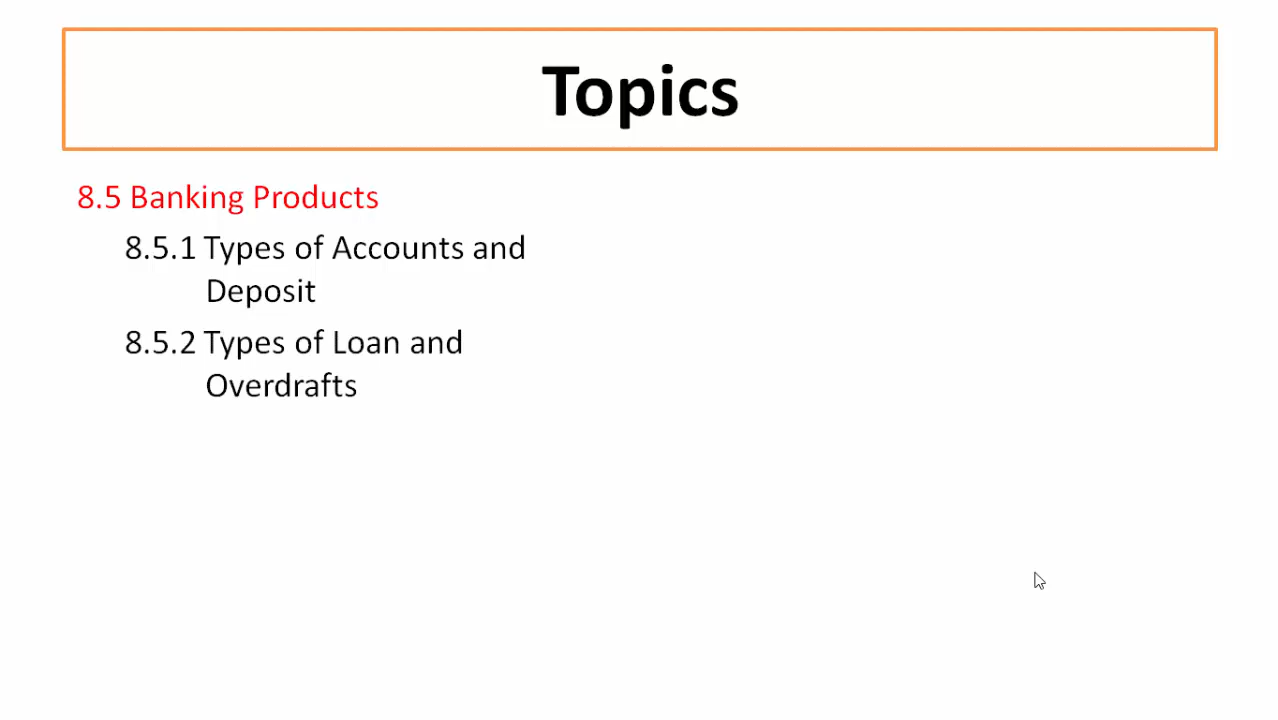 Topics
8.5 Banking Products
8.5.1 Types of Accounts and
Deposit
8.5.2 Types of Loan and
Overdrafts